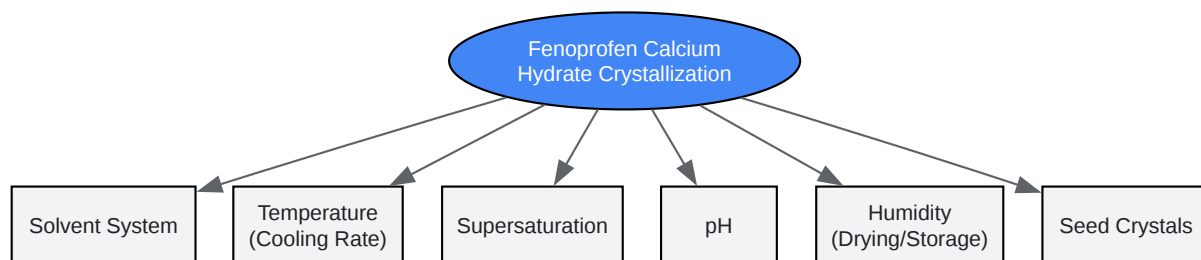 Fenoprofen Calcium
Hydrate Crystallization
Solvent System
Temperature
(Cooling Rate)
Supersaturation
pH
Humidity
(Drying/Storage)
Seed Crystals